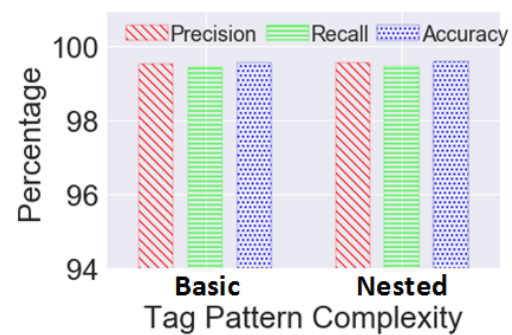 Precision Recall Accuracy
100
98
96
94
Percentage
Basic Nested
Tag Pattern Complexity